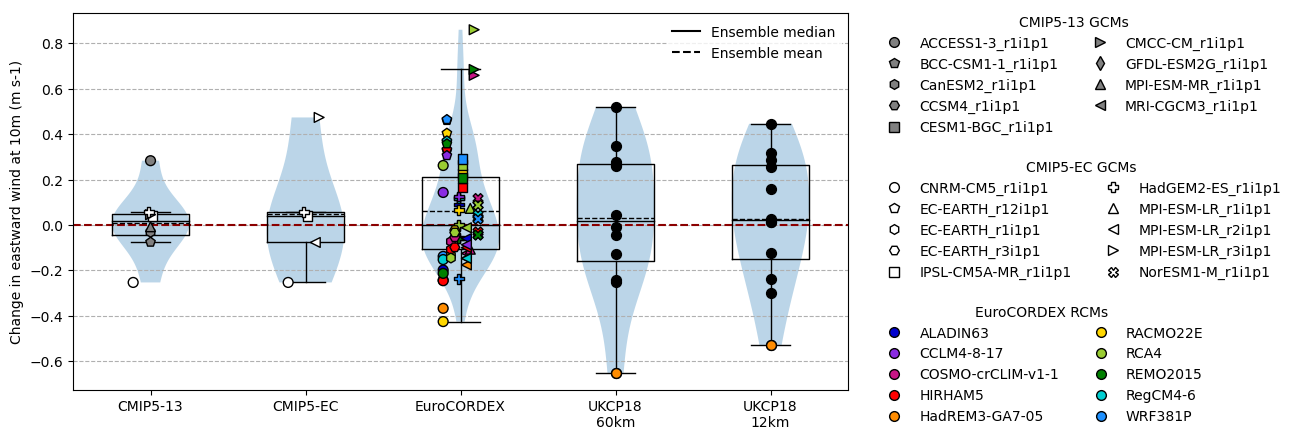 Change in eastward wind at 10m (m s-1)
0.8
0.6
0.4
0.2
0.0
−0.2
−0.4
−0.6
Ensemble median
Ensemble mean
CMIP5-13
CMIP5-EC
EuroCORDEX
UKCP18
60km
UKCP18
12km
CMIP5-13 GCMs
ACCESS1-3_r1i1p1
BCC-CSM1-1_r1i1p1
CanESM2_r1i1p1
CCSM4_r1i1p1
CESM1-BGC_r1i1p1
CMCC-CM_r1i1p1
GFDL-ESM2G_r1i1p1
MPI-ESM-MR_r1i1p1
MRI-CGCM3_r1i1p1
CMIP5-EC GCMs
CNRM-CM5_r1i1p1
EC-EARTH_r12i1p1
EC-EARTH_r1i1p1
EC-EARTH_r3i1p1
IPSL-CM5A-MR_r1i1p1
HadGEM2-ES_r1i1p1
MPI-ESM-LR_r1i1p1
MPI-ESM-LR_r2i1p1
MPI-ESM-LR_r3i1p1
NorESM1-M_r1i1p1
EuroCORDEX RCMs
ALADIN63
CCLM4-8-17
COSMO-crCLIM-v1-1
HIRHAM5
HadREM3-GA7-05
RACMO22E
RCA4
REMO2015
RegCM4-6
WRF381P